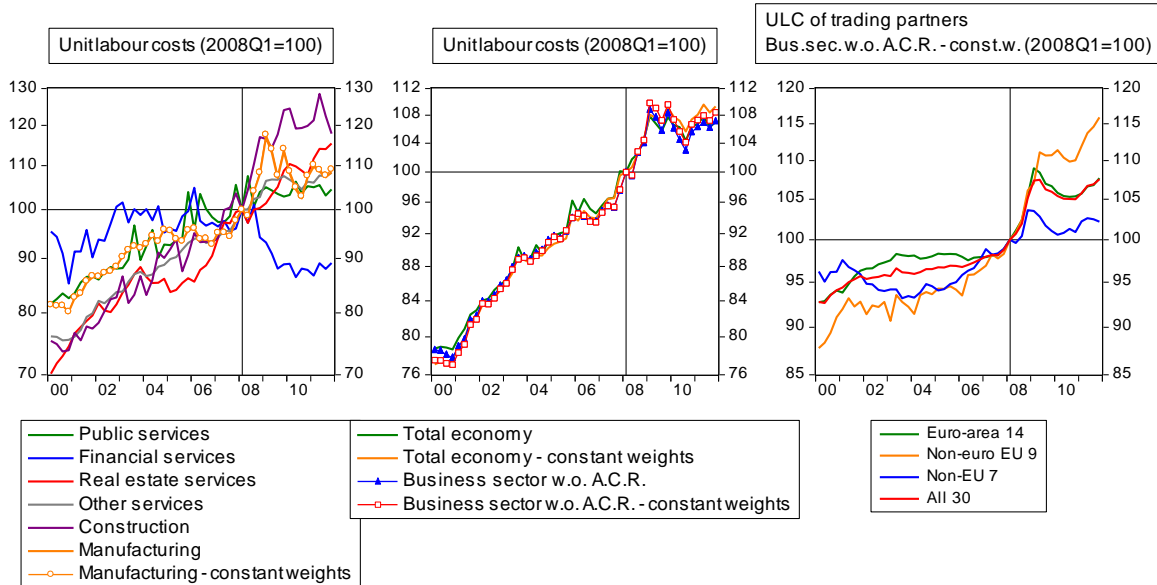 Unit labour costs (2008Q1=100)
130 130
120 120
110 110
100 100
90 90
80 80
70 70
00 02 04 06 08 10
Public services
Financial services
Real estate services
Other services
Construction
Manufacturing
Manufacturing - constant weights
Unit labour costs (2008Q1=100)
112 112
108 108
104 104
100 100
96 96
92 92
88 88
84 84
80 80
76 76
00 02 04 06 08 10
Total economy
Total economy - constant weights
Business sector w.o. A.C.R.
Business sector w.o. A.C.R. - constant weights
ULC of trading partners
Bus.sec. w.o. A.C.R. - const.w. (2008Q1=100)
120 120
115 115
110 110
105 105
100 100
95 95
90 90
85 85
00 02 04 06 08 10
Euro-area 14
Non-euro EU 9
Non-EU 7
All 30